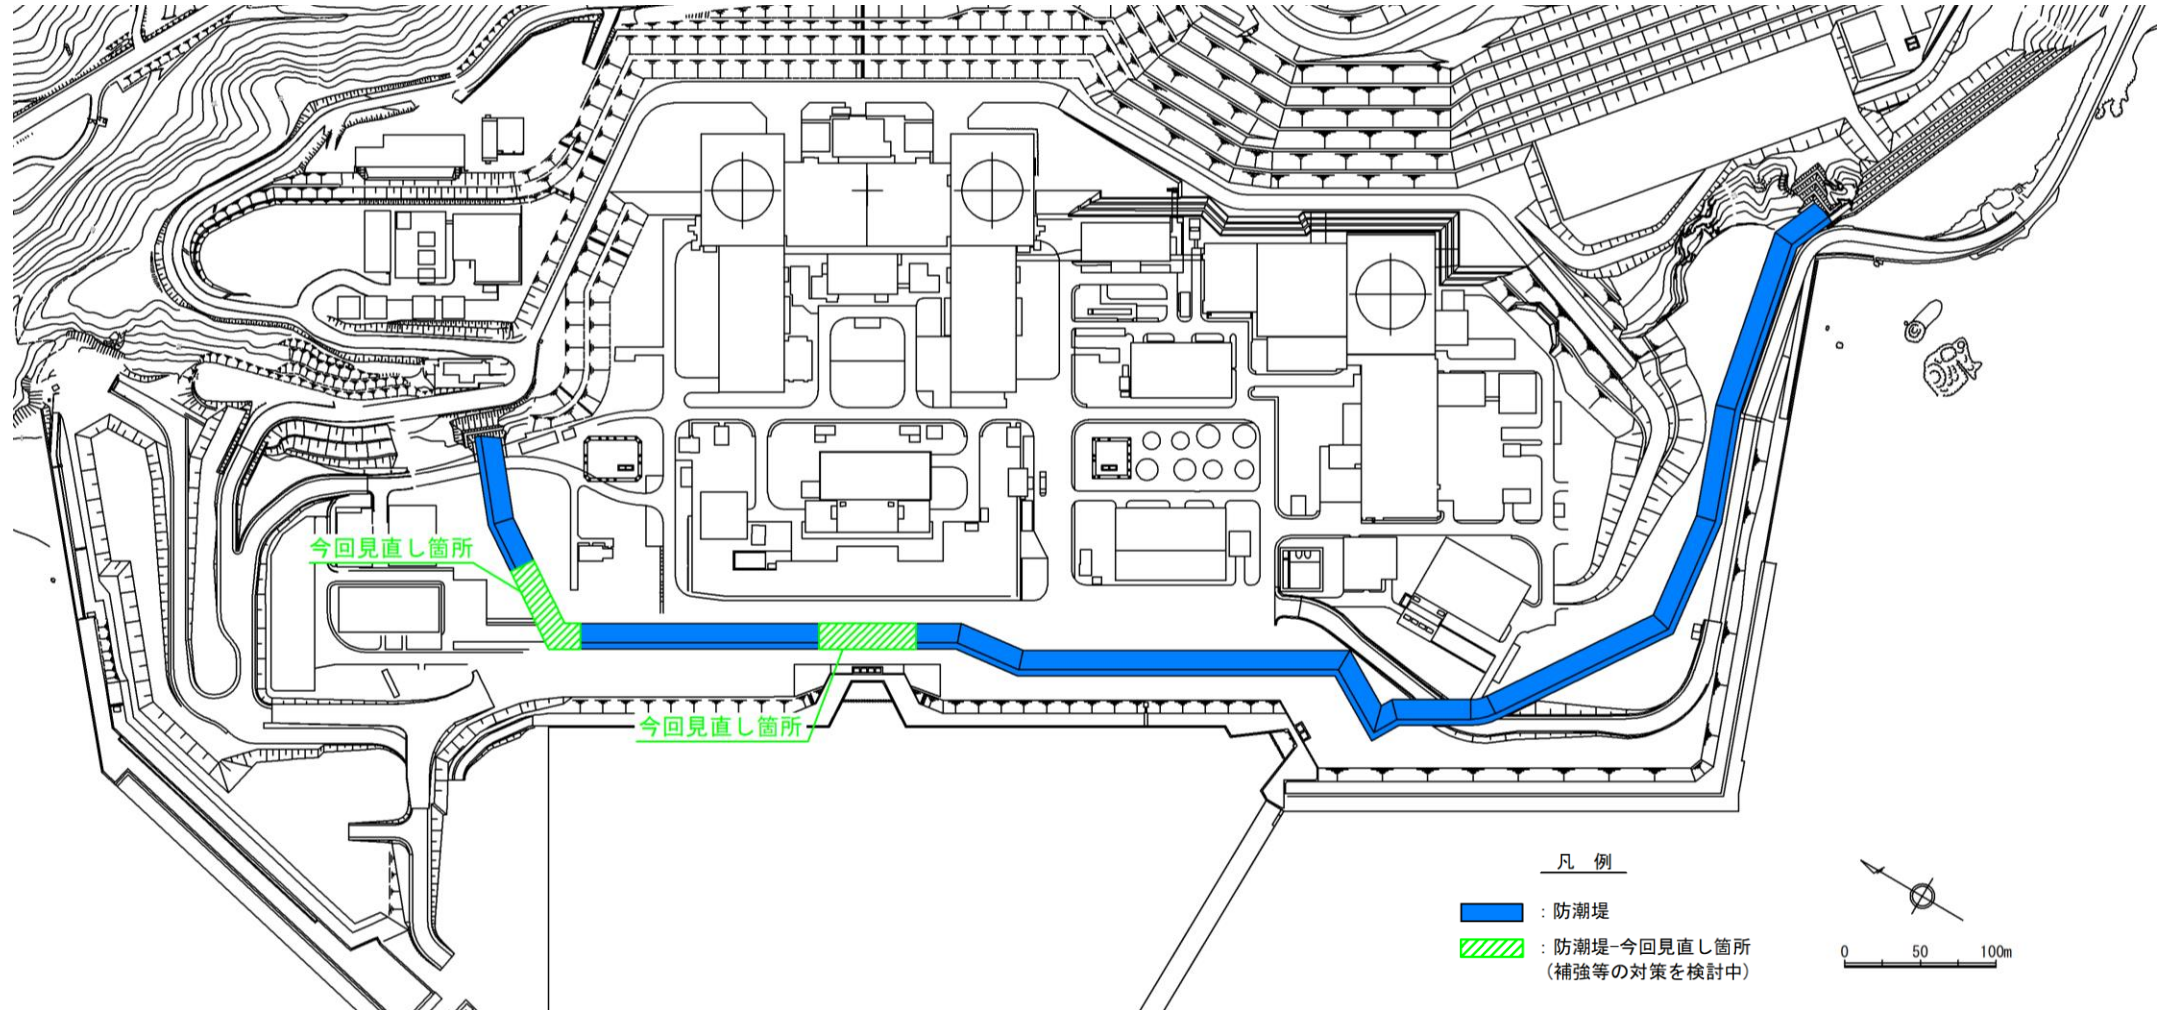 今回見直し箇所
今回見直し箇所
凡 例
：防潮堤
：防潮堤-今回見直し箇所
（補強等の対策を検討中）
0 50 100m